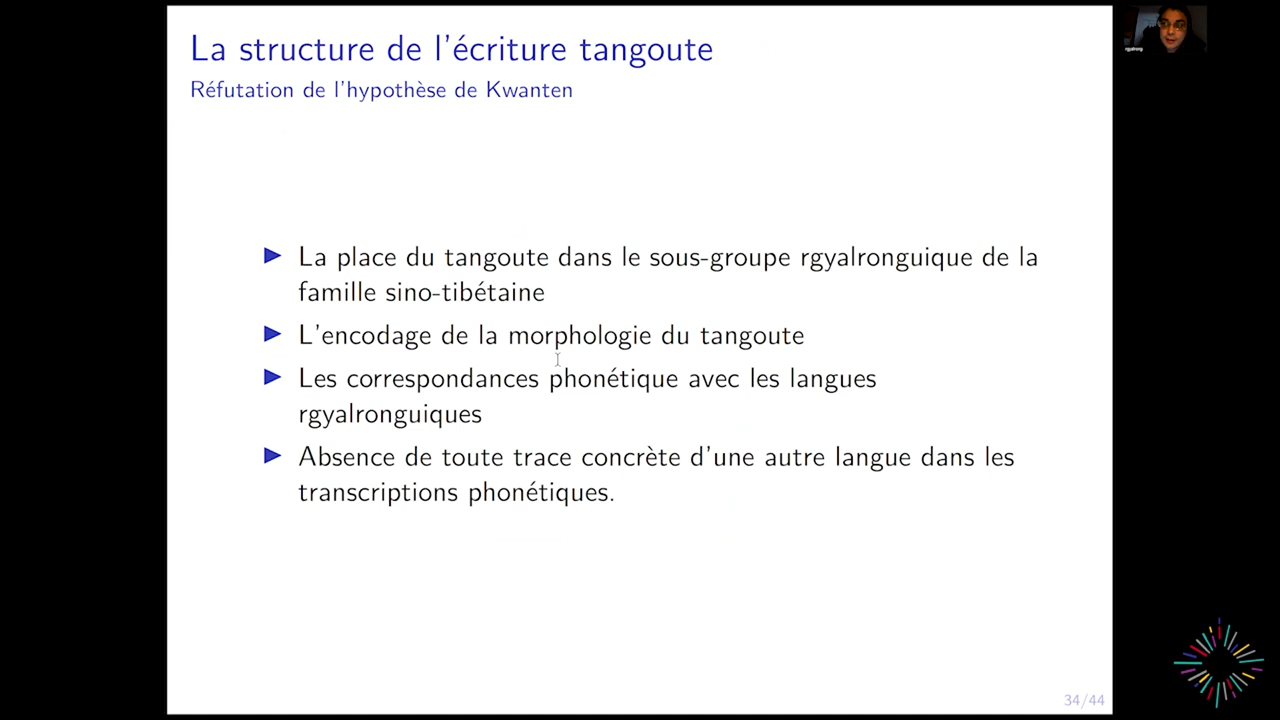 La structure de l'écriture tangoute
Réfutation de l'hypothèse de Kwanten
La place du tangoute dans le sous-groupe rgyalronguique de la
famille sino-tibétaine
L'encodage de la morphologie du tangoute
Les correspondances phonétique avec les langues
rgyalronguiques
Absence de toute trace concrète d'une autre langue dans les
transcriptions phonétiques.
34/44
rgyalrong